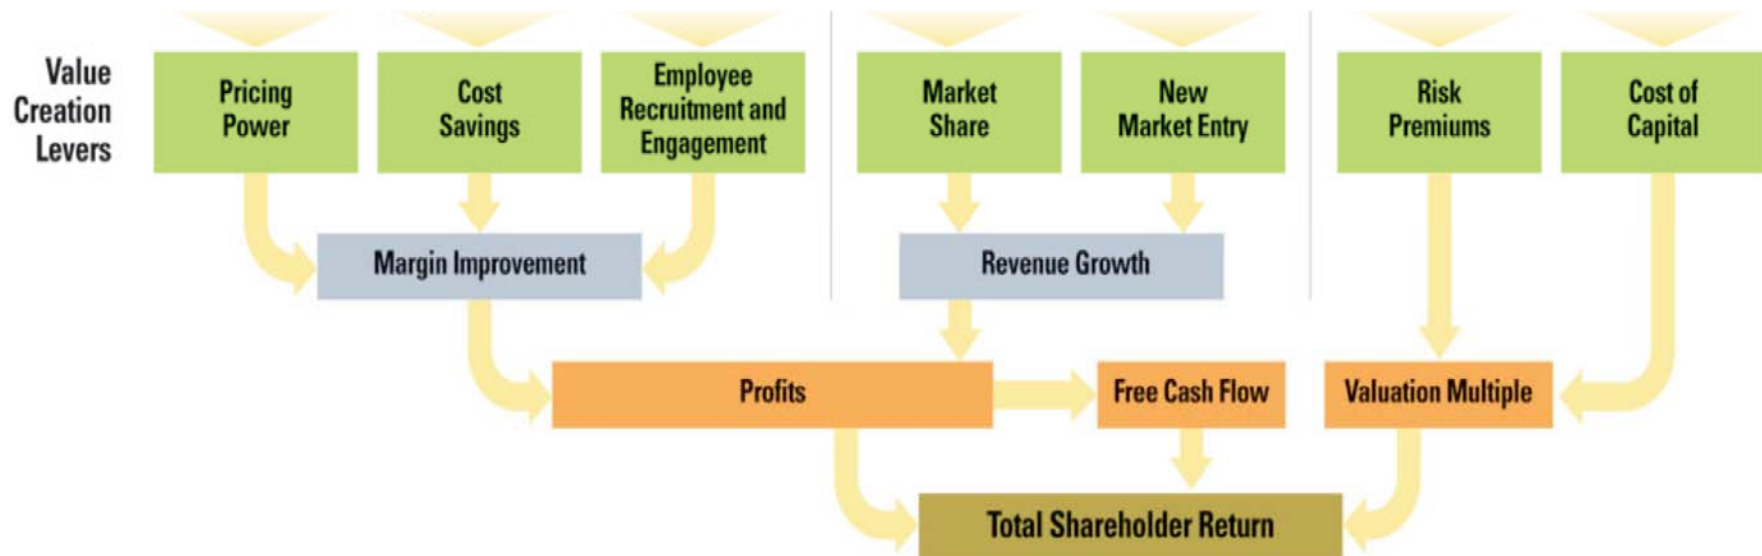 Value
Creation
Levers
Pricing
Power
Cost
Savings
Employee
Recruitment and
Engagement
Market
Share
New
Market Entry
Risk
Premiums
Cost of
Capital
Margin Improvement
Revenue Growth
Profits
Free Cash Flow
Valuation Multiple
Total Shareholder Return